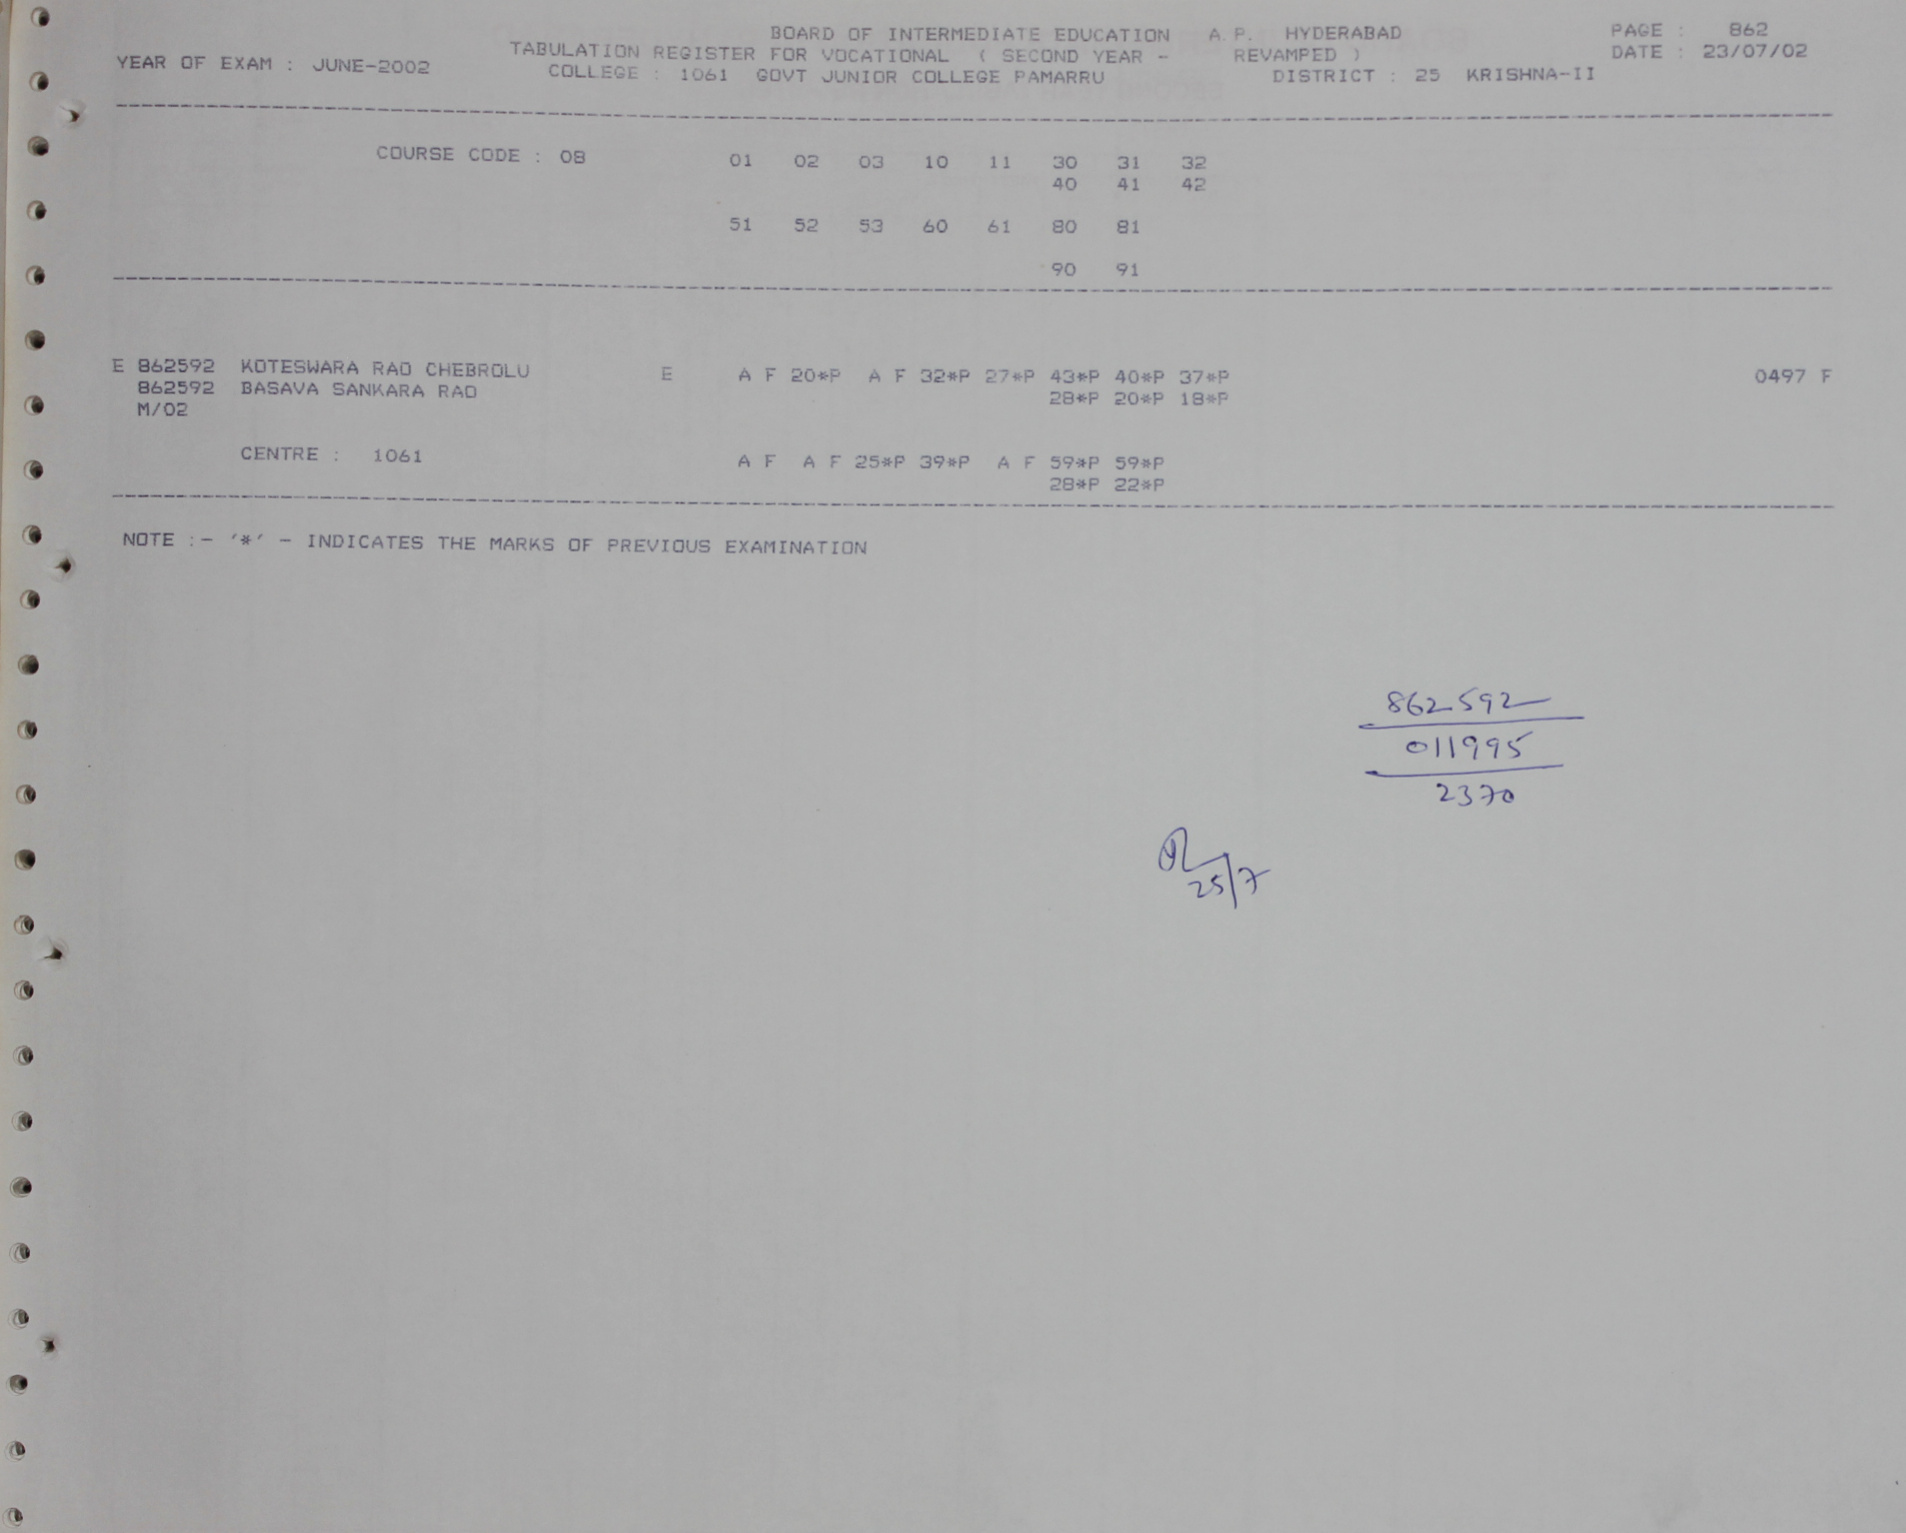 BOARD OF INTERMEDIATE EDUCATION A.P. HYDERABAD PAGE : 862
YEAR OF EXAM : JUNE-2002 TABULATION REGISTER FOR VOCATIONAL ( SECOND YEAR - REVAMPED ) DATE : 23/07/02
COLLEGE : 1061 GOVT JUNIOR COLLEGE PAMARRU DISTRICT : 25 KRISHNA-II
COURSE CODE : 08 01 02 03 10 11 30 31 32
40 41 42
51 52 53 60 61 80 81
90 91
E 862592 KOTESWARA RAO CHEBROLU E A F 20*P A F 32*P 27*P 43*P 40*P 37*P 0497 F
862592 BASAVA SANKARA RAO 28*P 20*P 18*P
M/02
CENTRE : 1061 A F A F 25*P 39*P A F 59*P 59*P
28*P 22*P
NOTE :- '*' - INDICATES THE MARKS OF PREVIOUS EXAMINATION
862592
011995
2370
25/7